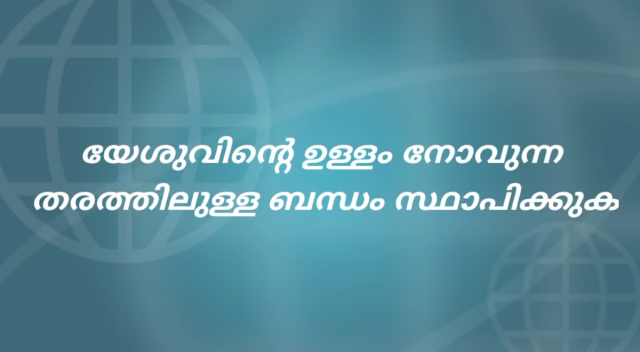 യേശുവിന്റെ ഉള്ളം നോവുന്ന
തരത്തിലുള്ള ബന്ധം സ്ഥാപിക്കുക